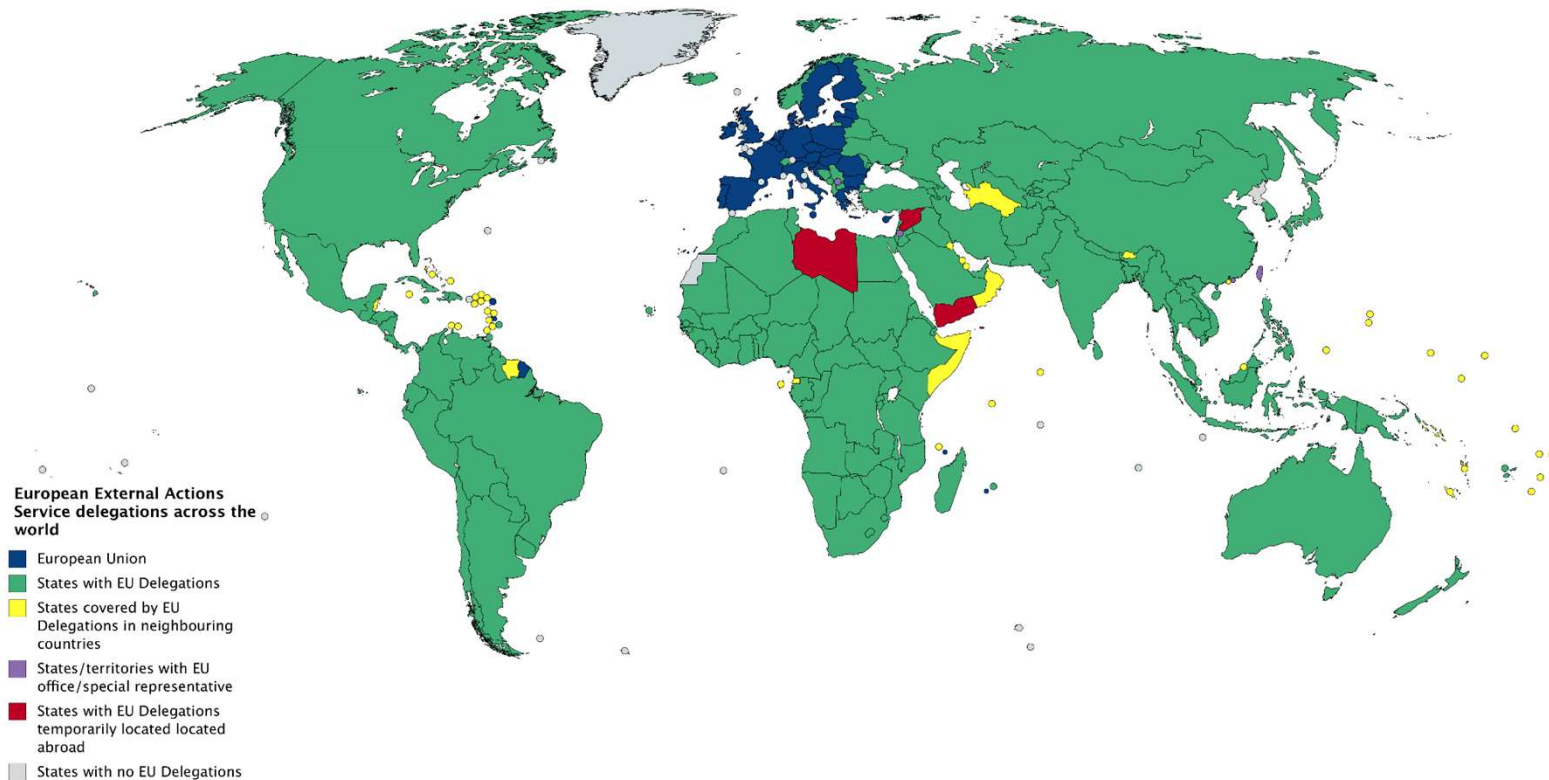 European External Actions
Service delegations across the
world
European Union
States with EU Delegations
States covered by EU
Delegations in neighbouring
countries
States/territories with EU
office/special representative
States with EU Delegations
temporarily located located
abroad
States with no EU Delegations